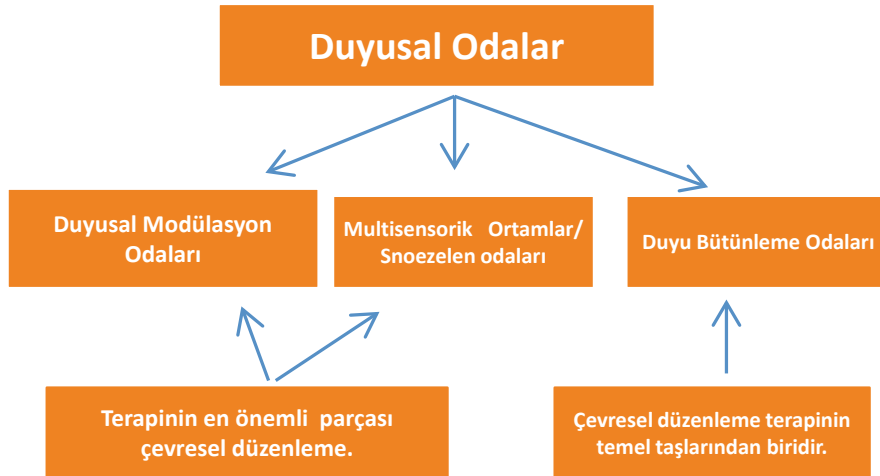 Duyusal Odalar
Duyusal Modülasyon
Odaları
Multisensorik Ortamlar/
Snoezelen odaları
Duyu Bütünleme Odaları
Terapinin en önemli parçası
çevresel düzenleme.
Çevresel düzenleme terapinin
temel taşlarından biridir.